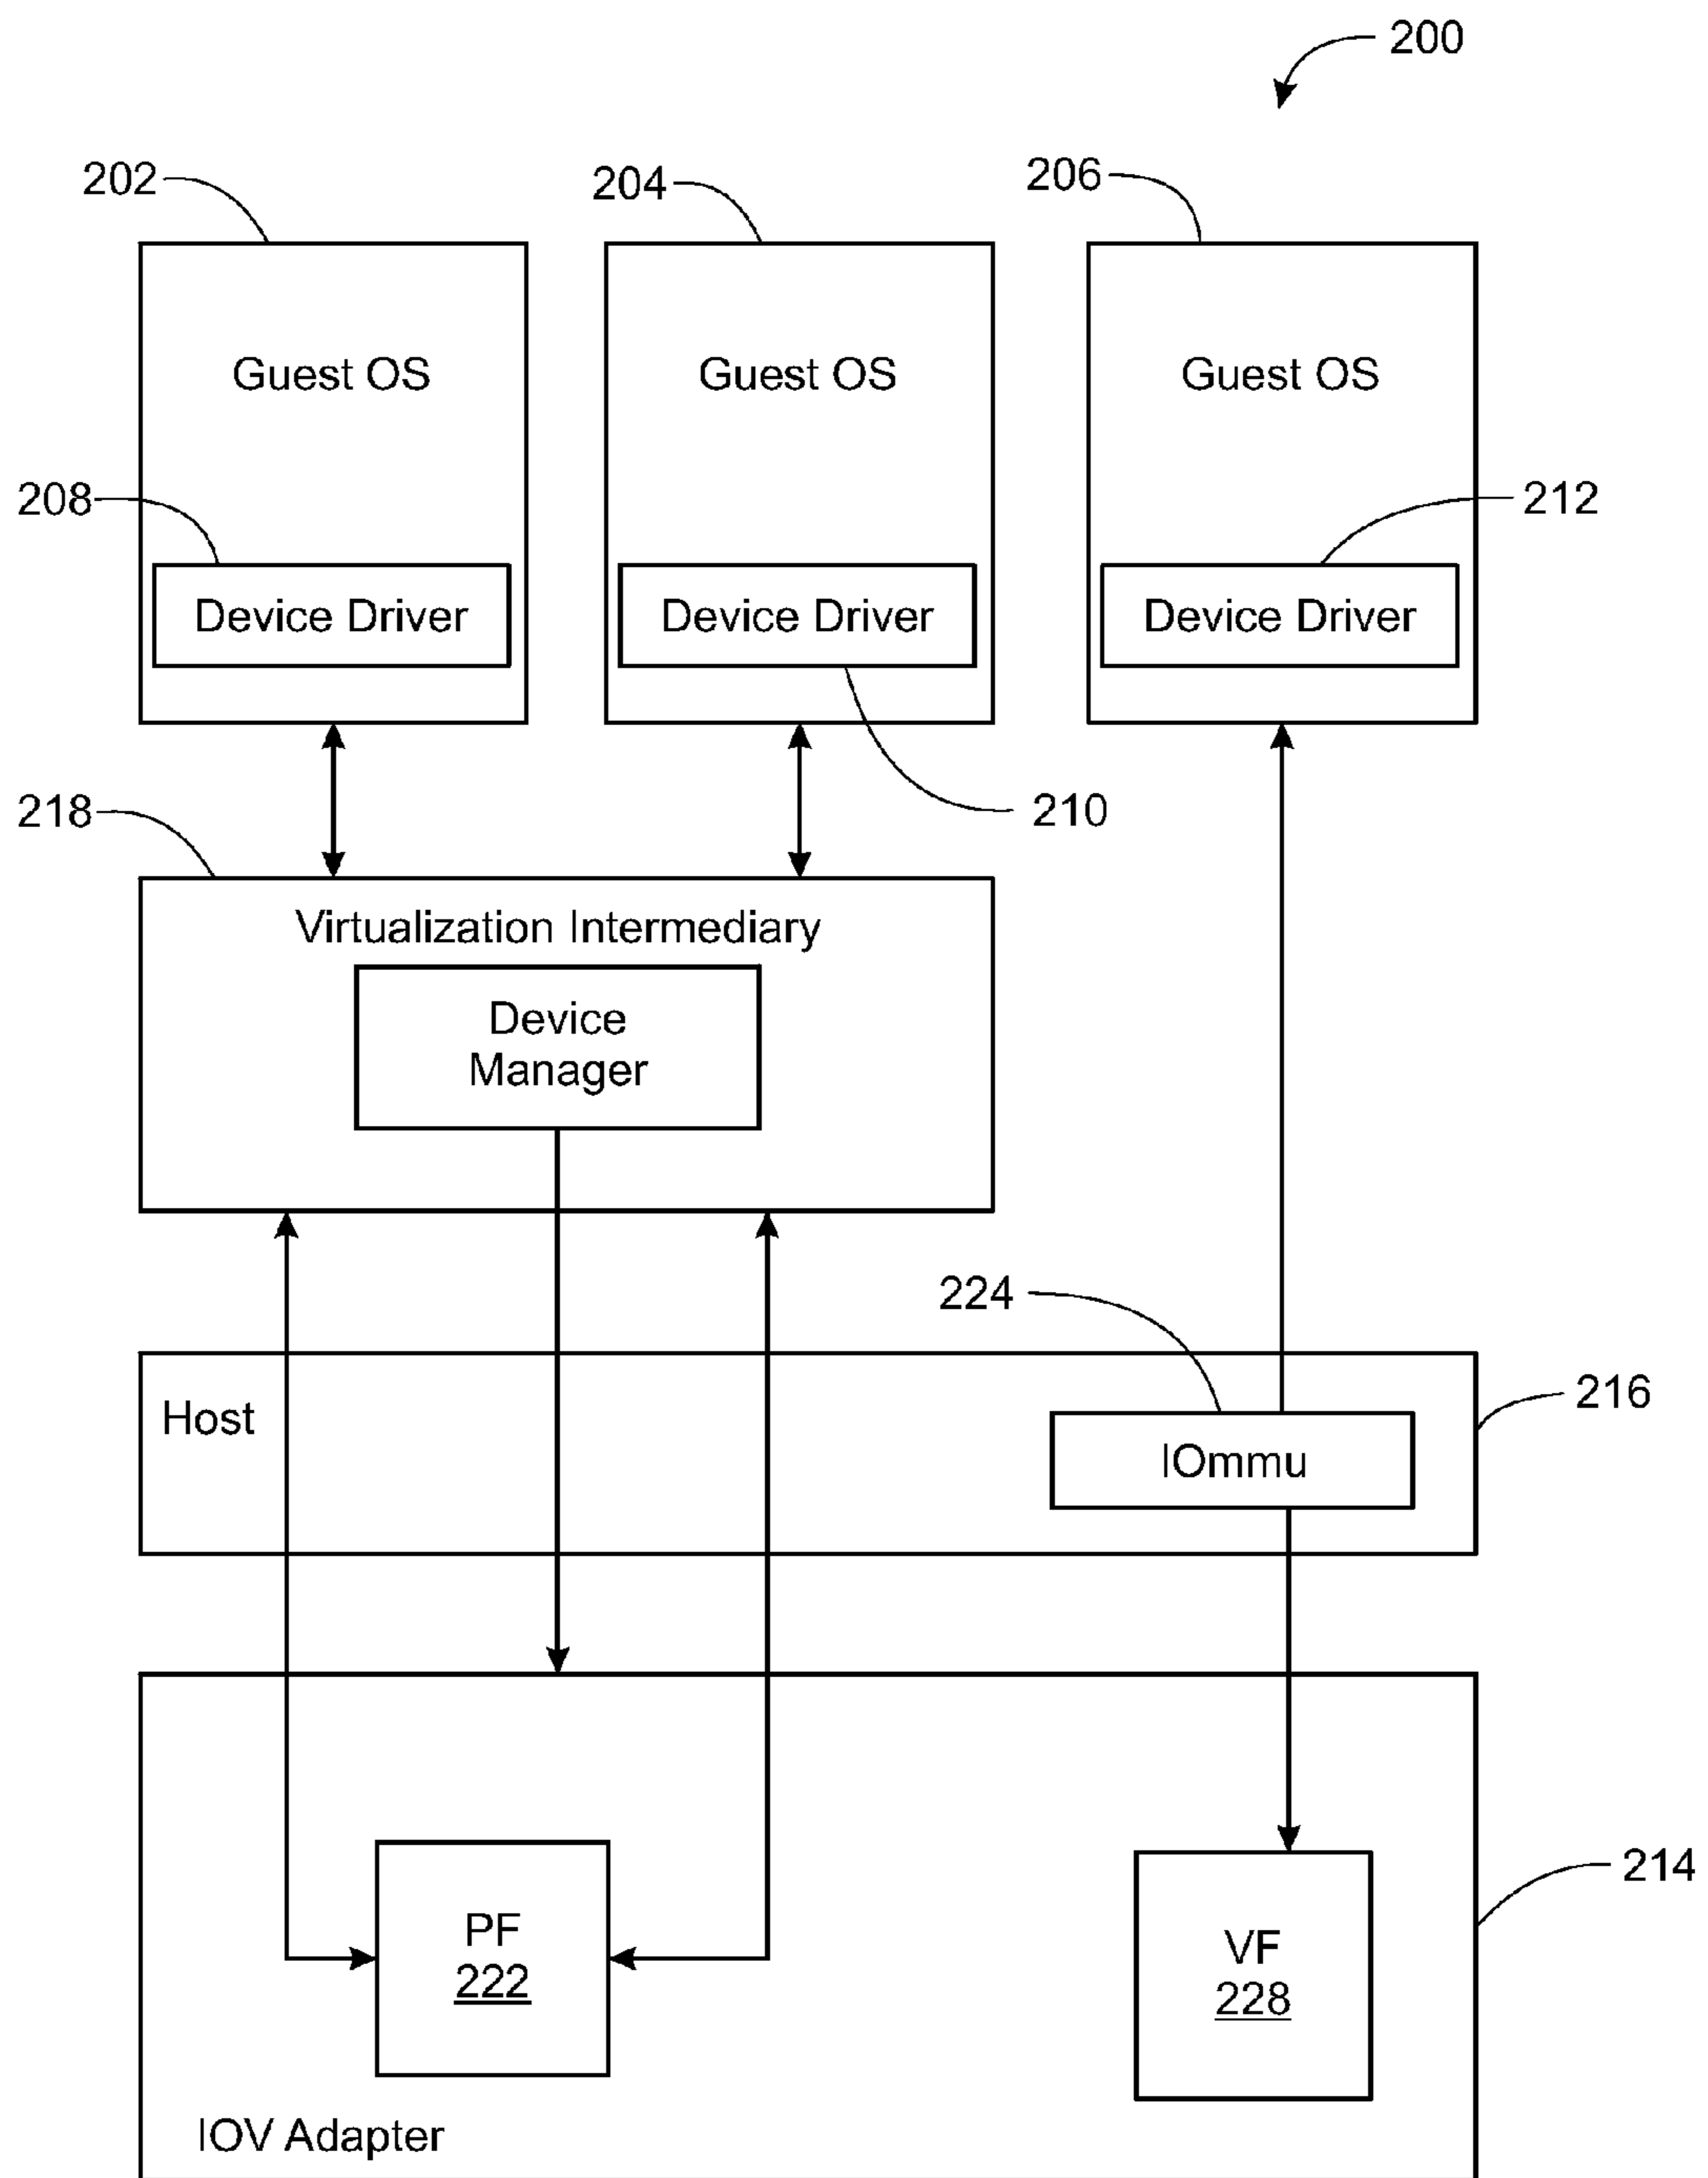 200
202
204
206
Guest OS
Guest OS
Guest OS
208
212
Device Driver
Device Driver
Device Driver
218
210
Virtualization Intermediary
Device
Manager
224
216
Host
IOmmu
214
PF
222
VF
228
IOV Adapter